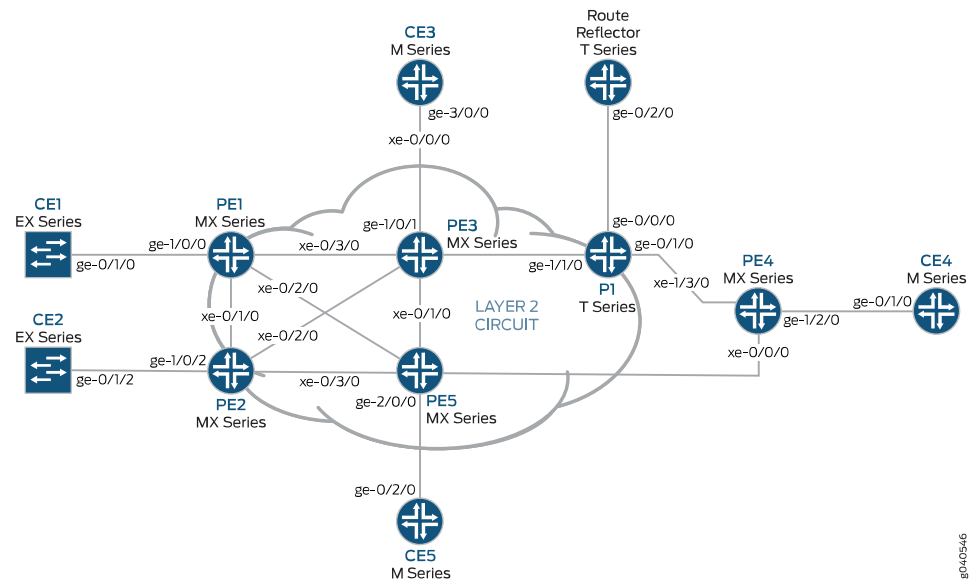 Route
Reflector
T Series
CE3
M Series
ge-3/0/0
ge-0/2/0
xe-0/0/0
CE1
EX Series
PE1
MX Series
ge-1/0/1
PE3
MX Series
ge-0/0/0
ge-1/0/0
xe-0/3/0
ge-0/1/0
ge-0/1/0
ge-1/1/0
P1
T Series
PE4
MX Series
CE4
M Series
xe-1/3/0
xe-0/2/0
LAYER 2
CIRCUIT
ge-0/1/0
ge-1/2/0
CE2
EX Series
xe-0/1/0
xe-0/1/0
xe-0/2/0
xe-0/0/0
ge-1/0/2
ge-0/1/2
xe-0/3/0
PE2
MX Series
ge-2/0/0
PE5
MX Series
ge-0/2/0
CE5
M Series
g040546